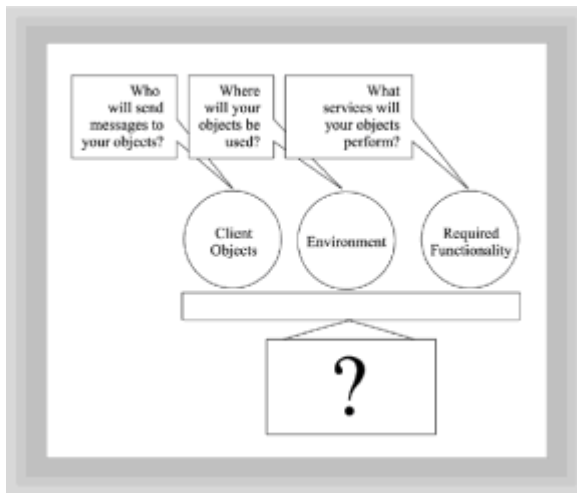 Who
will send
messages to
your objects?
Where
will your
objects be
used?
What
services will
your objects
perform?
Client
Objects
Environment
Required
Functionality
?